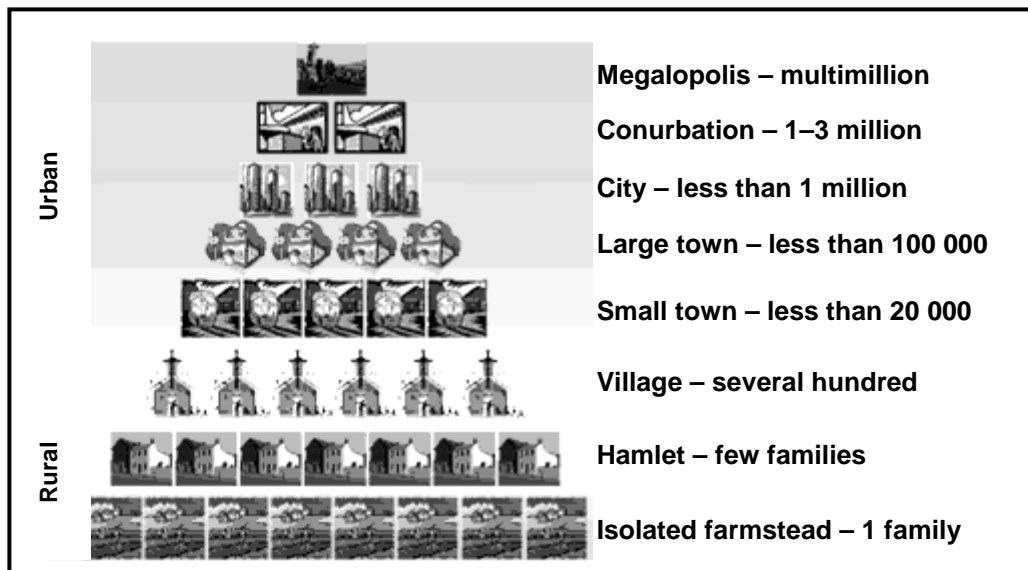 Urban
Megalopolis – multimillion
Conurbation – 1–3 million
City – less than 1 million
Large town – less than 100 000
Small town – less than 20 000
Village – several hundred
Rural
Hamlet – few families
Isolated farmstead – 1 family